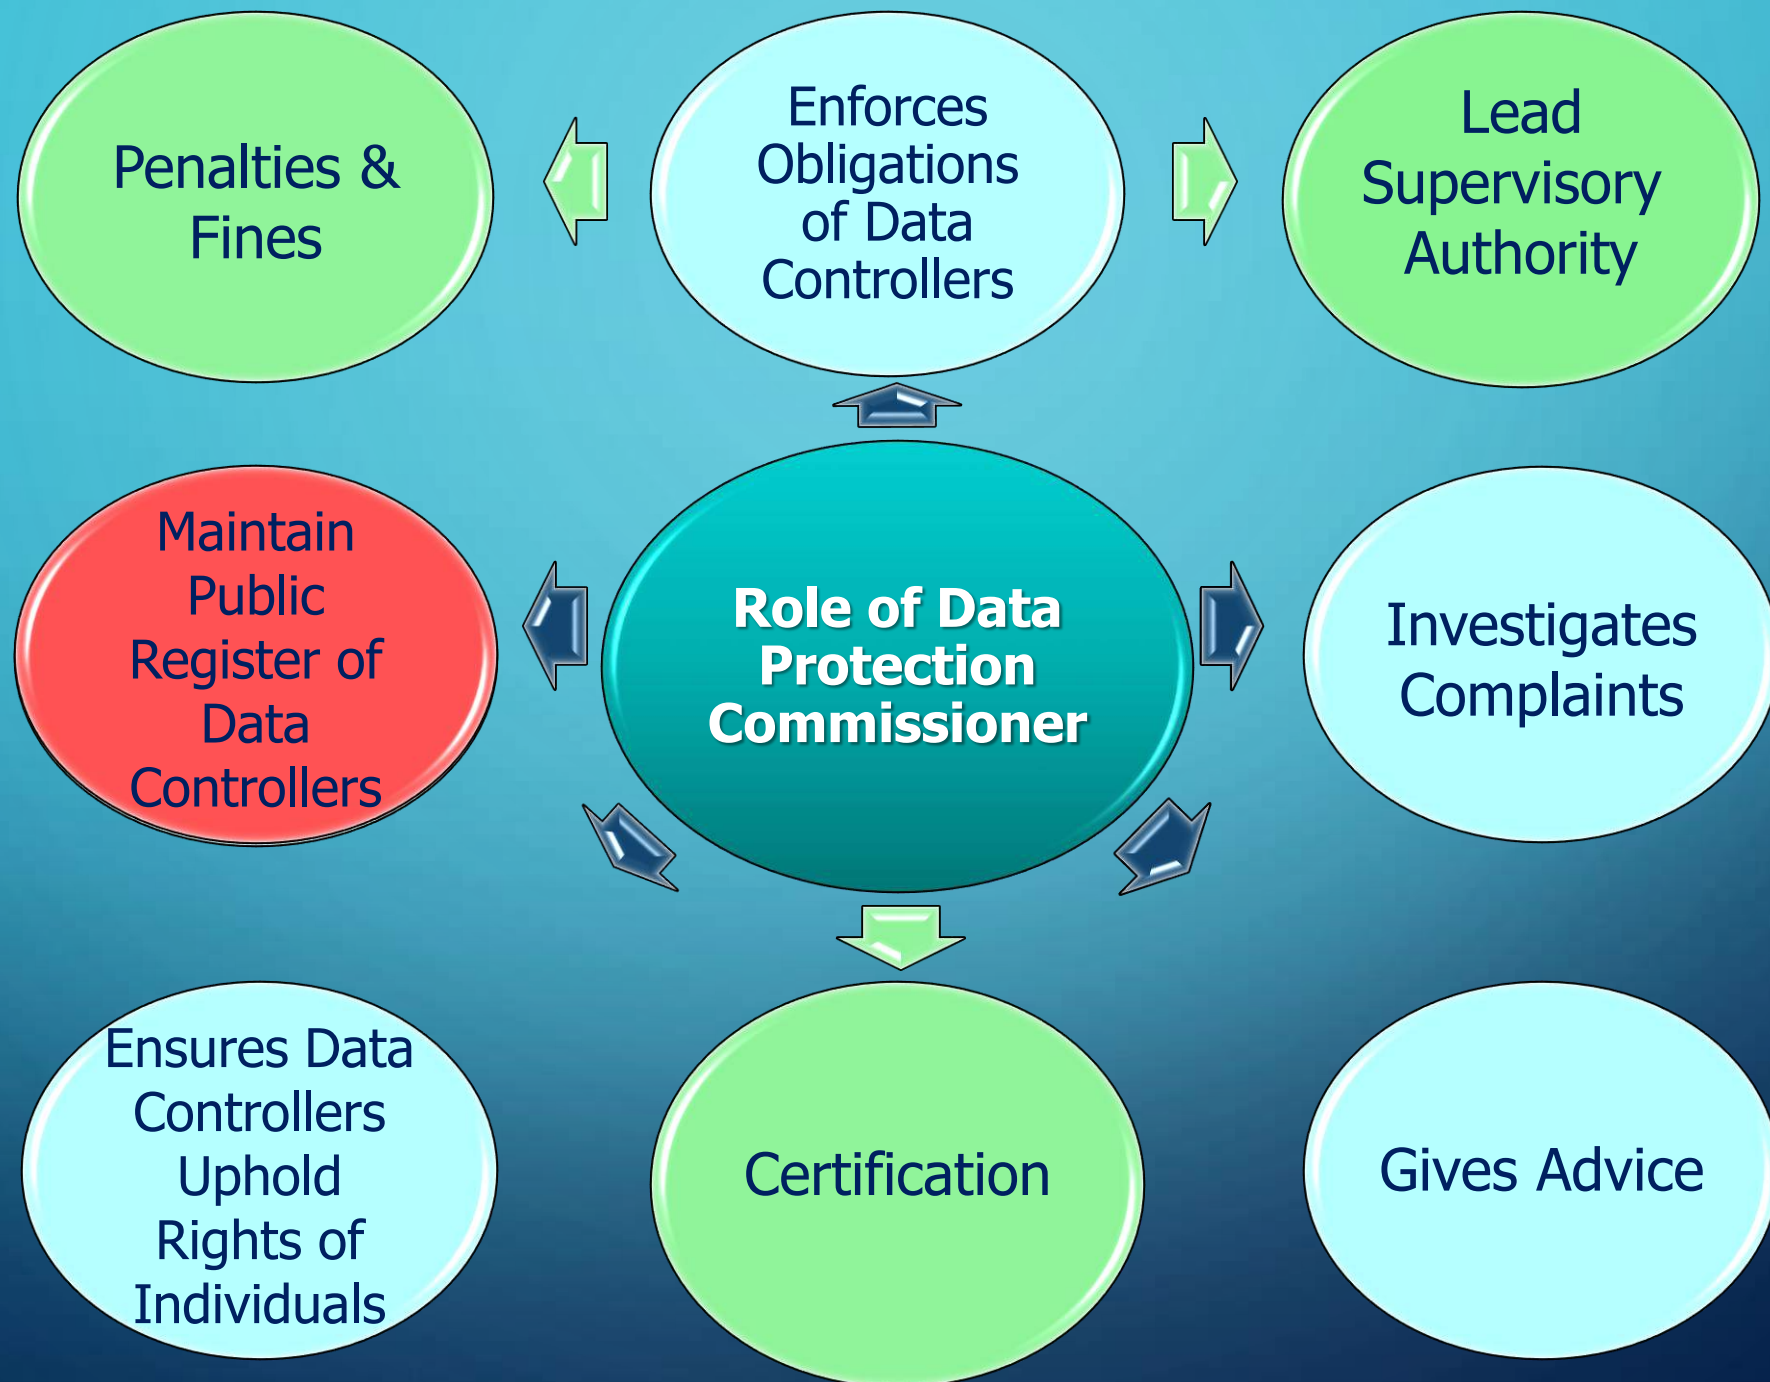 Penalties &
Fines
Enforces
Obligations
of Data
Controllers
Lead
Supervisory
Authority
Maintain
Public
Register of
Data
Controllers
Role of Data
Protection
Commissioner
Investigates
Complaints
Ensures Data
Controllers
Uphold
Rights of
Individuals
Certification
Gives Advice